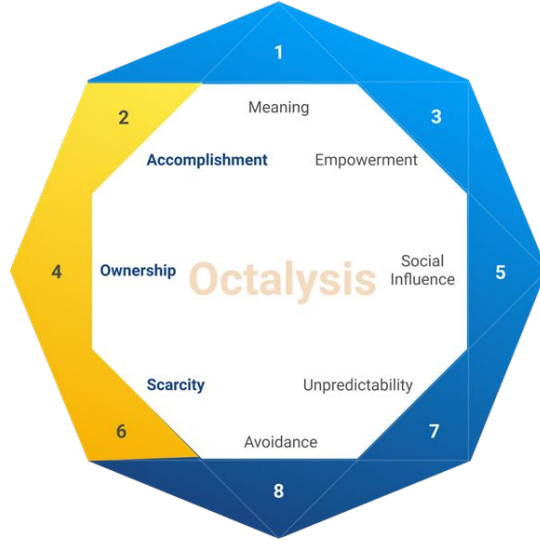 1
Meaning
2
3
Accomplishment
Empowerment
4
Ownership
Octalysis
Social
Influence
5
Scarcity
Unpredictability
6
7
Avoidance
8